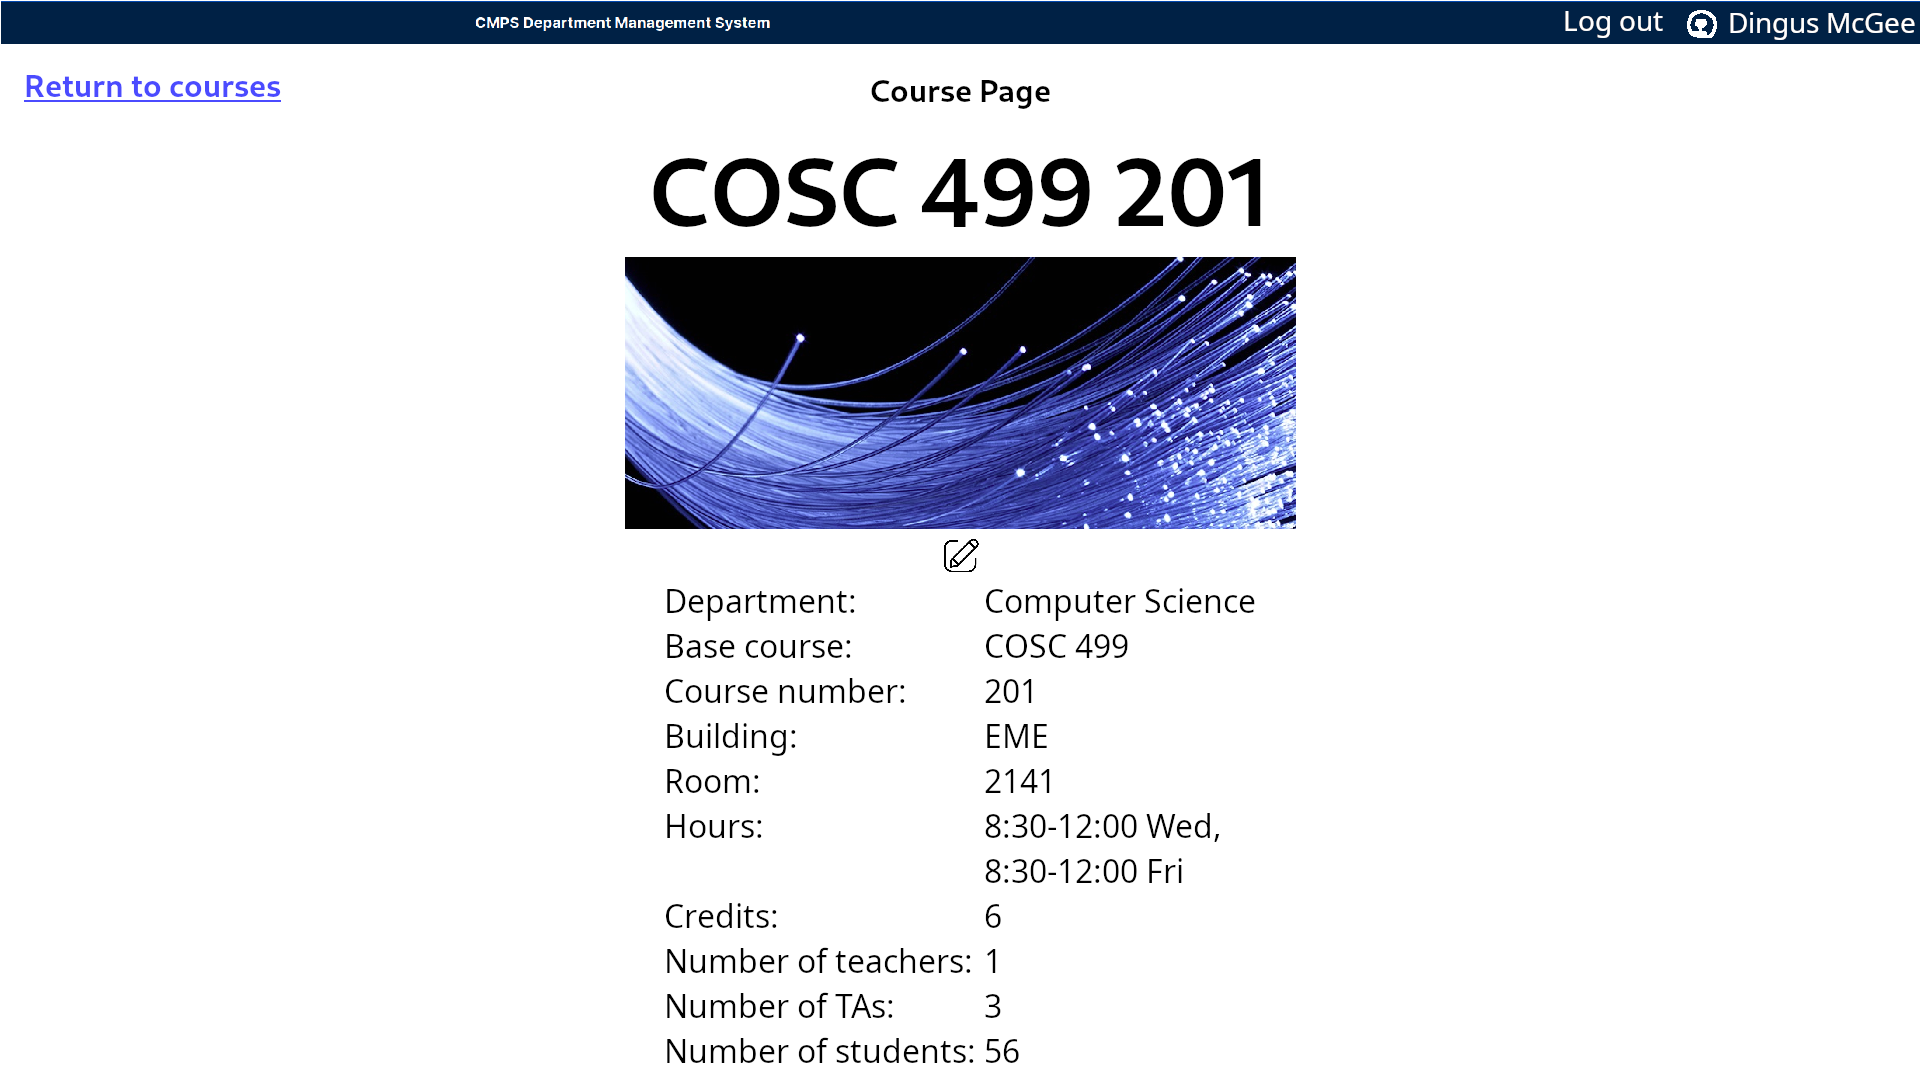 CMPS Department Management System
Log out
Dingus McGee
Return to courses
Course Page
COSC 499 201
Department: Computer Science
Base course: COSC 499
Course number: 201
Building: EME
Room: 2141
Hours: 8:30-12:00 Wed,
8:30-12:00 Fri
Credits: 6
Number of teachers: 1
Number of TAs: 3
Number of students: 56